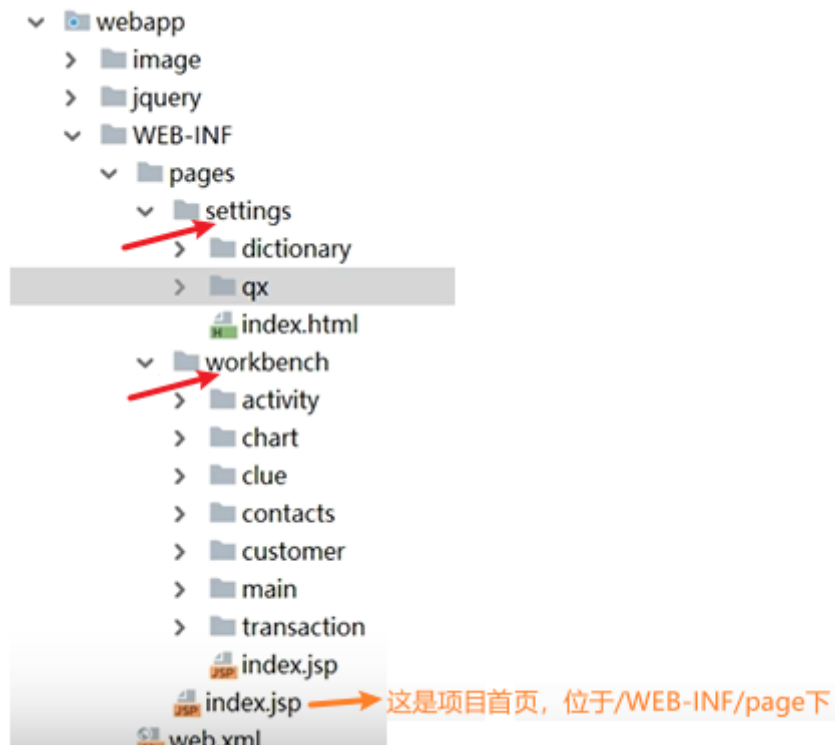 webapp
image
jquery
WEB-INF
pages
settings
dictionary
qx
index.html
workbench
activity
chart
clue
contacts
customer
main
transaction
index.jsp
index.jsp 这是项目首页，位于/WEB-INF/page下
web.xml